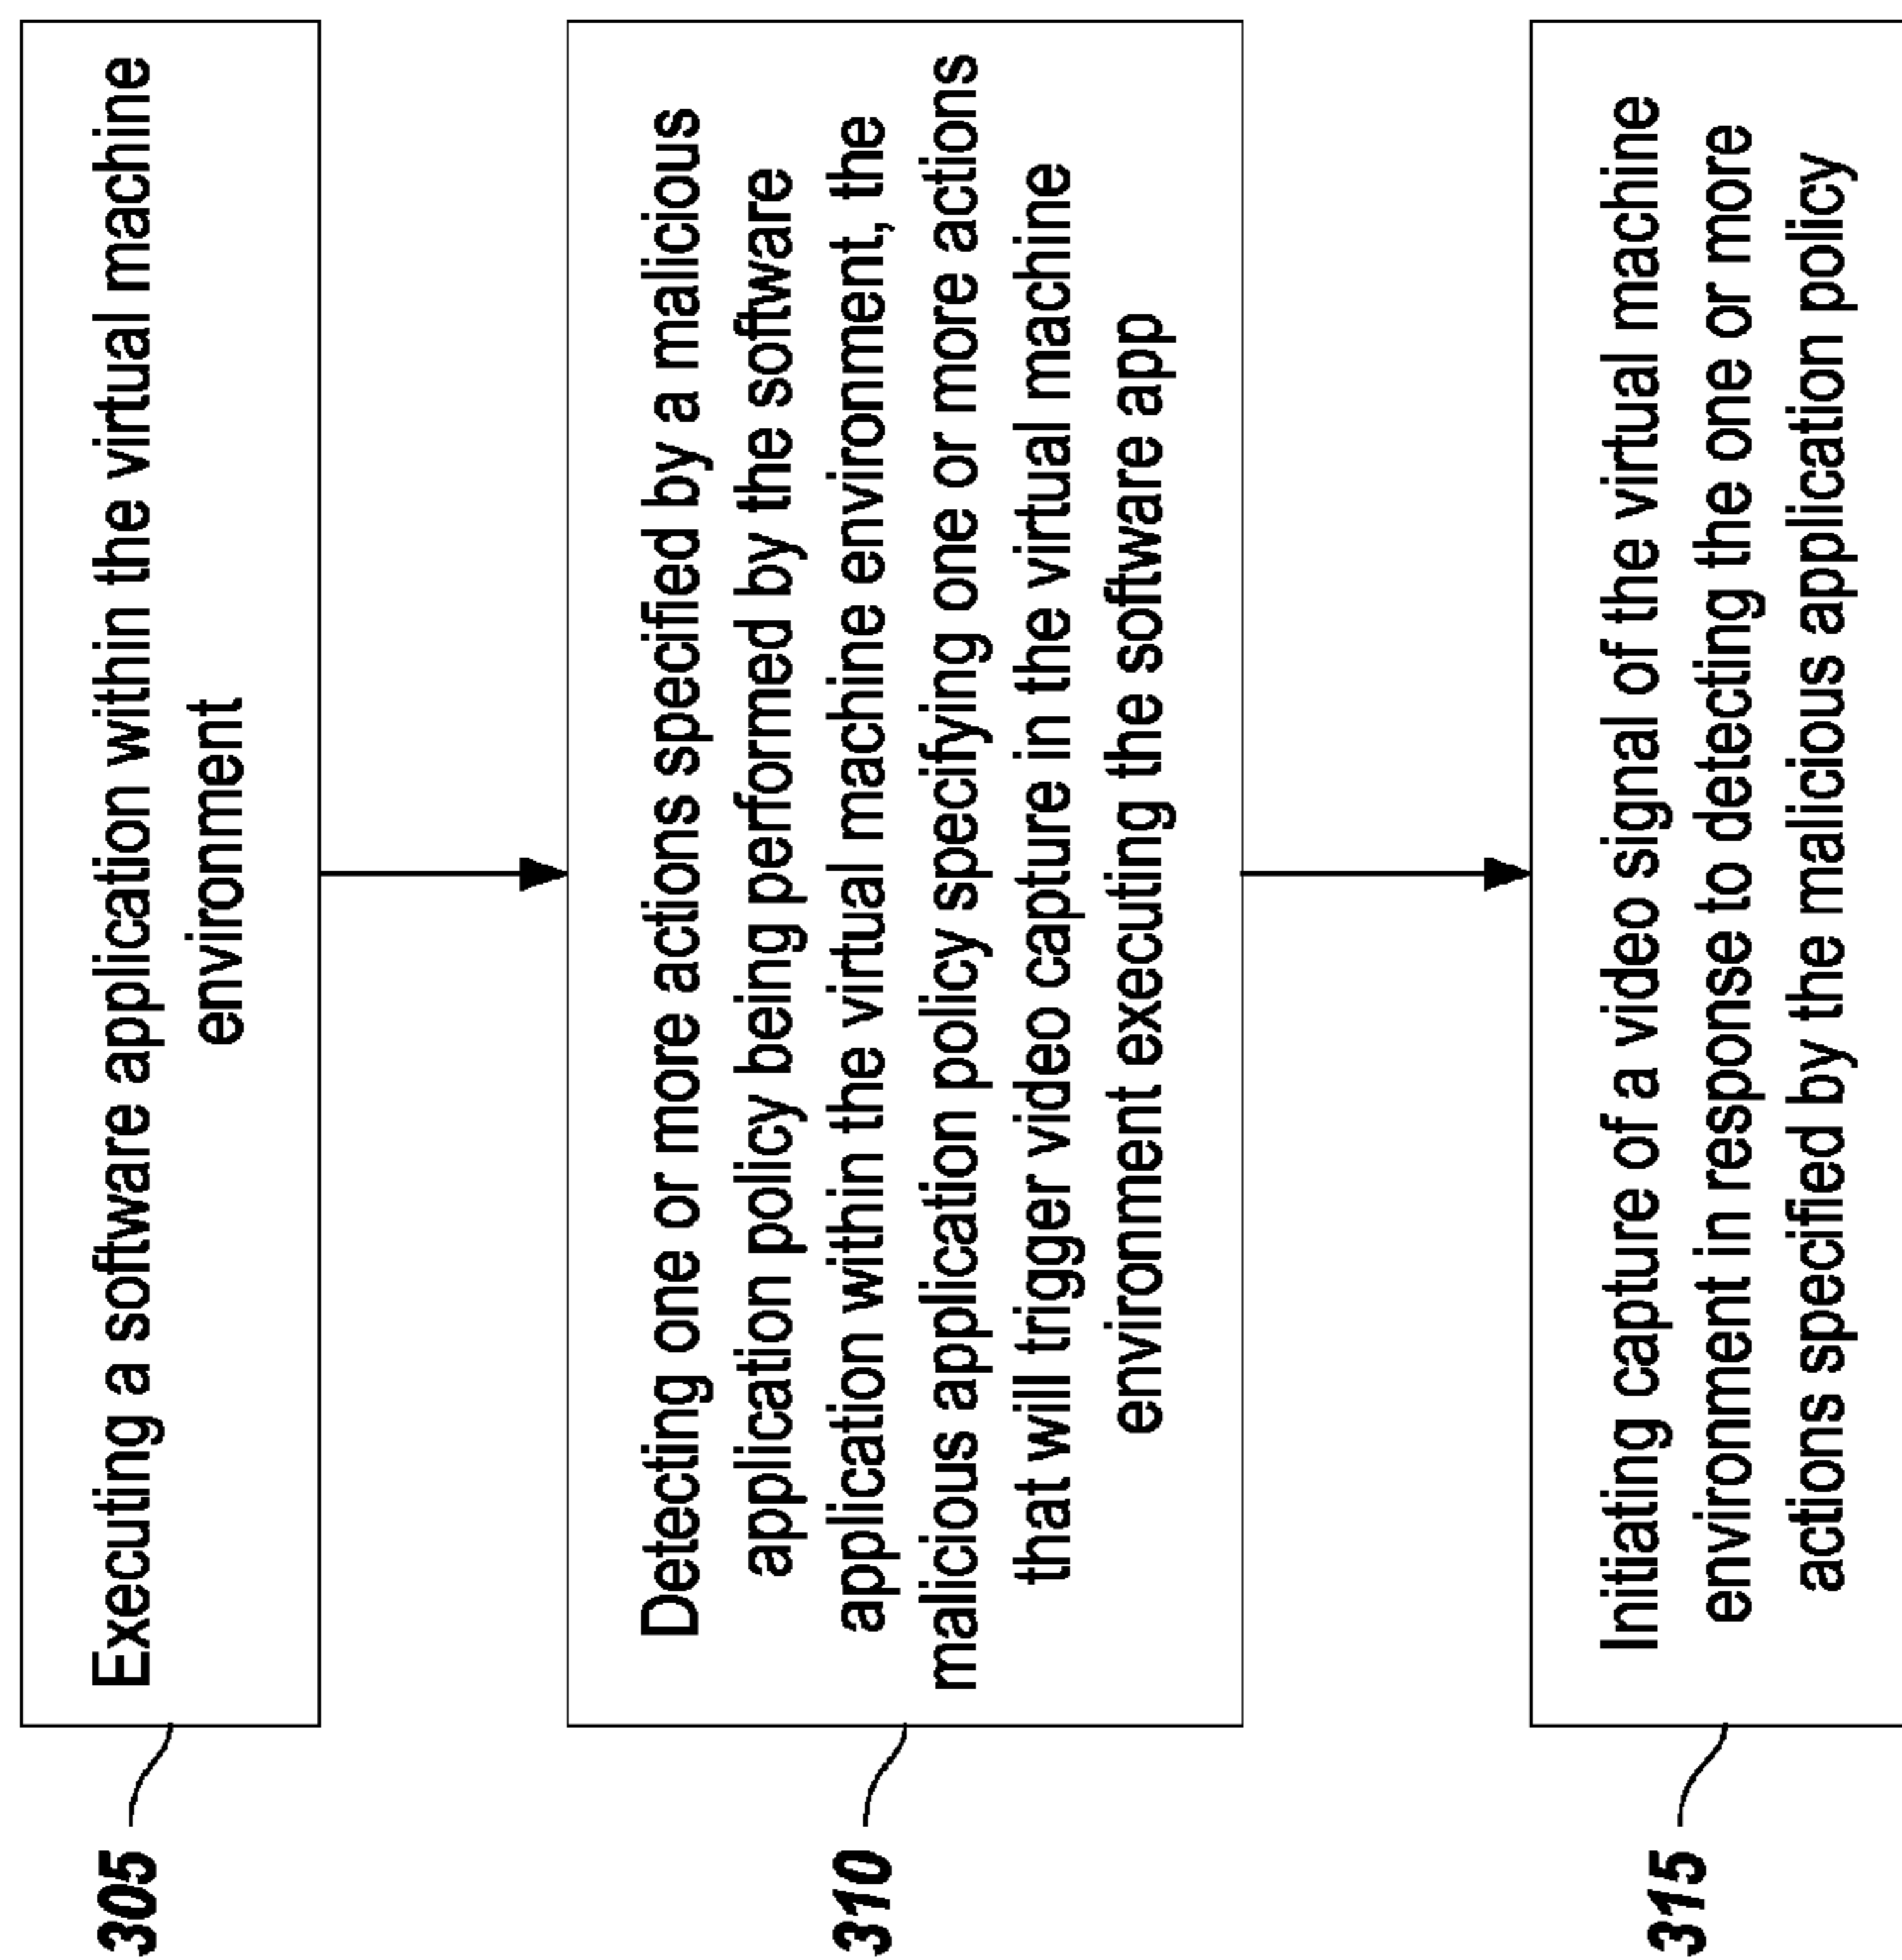 305
Executing a software application within the virtual machine
environment
310
Detecting one or more actions specified by a malicious
application policy being performed by the software
application within the virtual machine environment, the
malicious application policy specifying one or more actions
that will trigger video capture in the virtual machine
environment executing the software app
315
Initiating capture of a video signal of the virtual machine
environment in response to detecting the one or more
actions specified by the malicious application policy